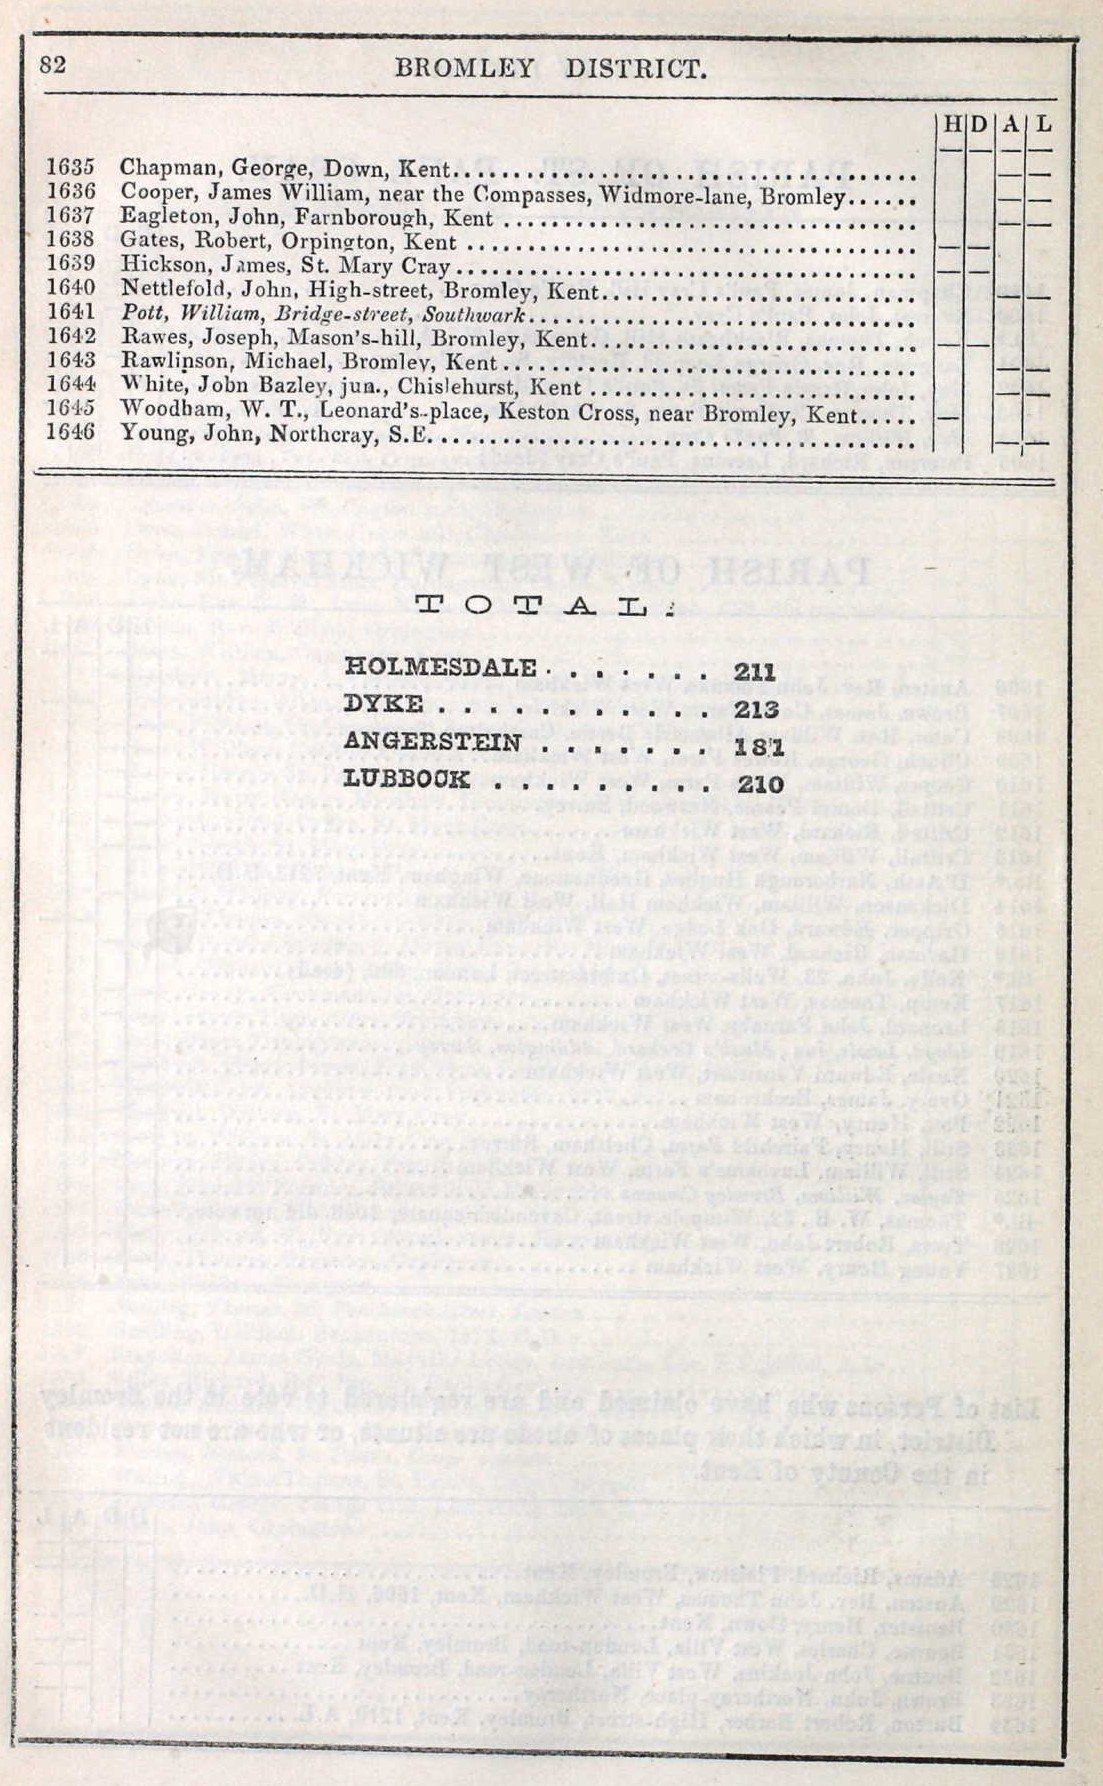 82 BROMLEY DISTRICT.
H D A L
1635 Chapman, George, Down, Kent........................ — —
1636 Cooper, James William, near the Compasses, Widmore-lane, Bromley...... — —
1637 Eagleton, John, Farnborough, Kent ........................ — —
1638 Gates, Robert, Orpington, Kent ........................ — —
1639 Hickson, James, St. Mary Cray........................ — —
1640 Nettlefold, John, High-street, Bromley, Kent........................ — —
1641 Pott, William, Bridge-street, Southwark........................
1642 Rawes, Joseph, Mason's-hill, Bromley, Kent........................ — —
1643 Rawlinson, Michael, Bromley, Kent........................ — —
1644 White, John Bazley, jun., Chislehurst, Kent ........................ — —
1645 Woodham, W. T., Leonard's-place, Keston Cross, near Bromley, Kent..... —
1646 Young, John, Northcray, S.E......................... — —
TOTAL:
HOLMESDALE . . . . . . . 211
DYKE . . . . . . . . . . . 213
ANGERSTEIN . . . . . . . 181
LUBBOCK . . . . . . . . . 210